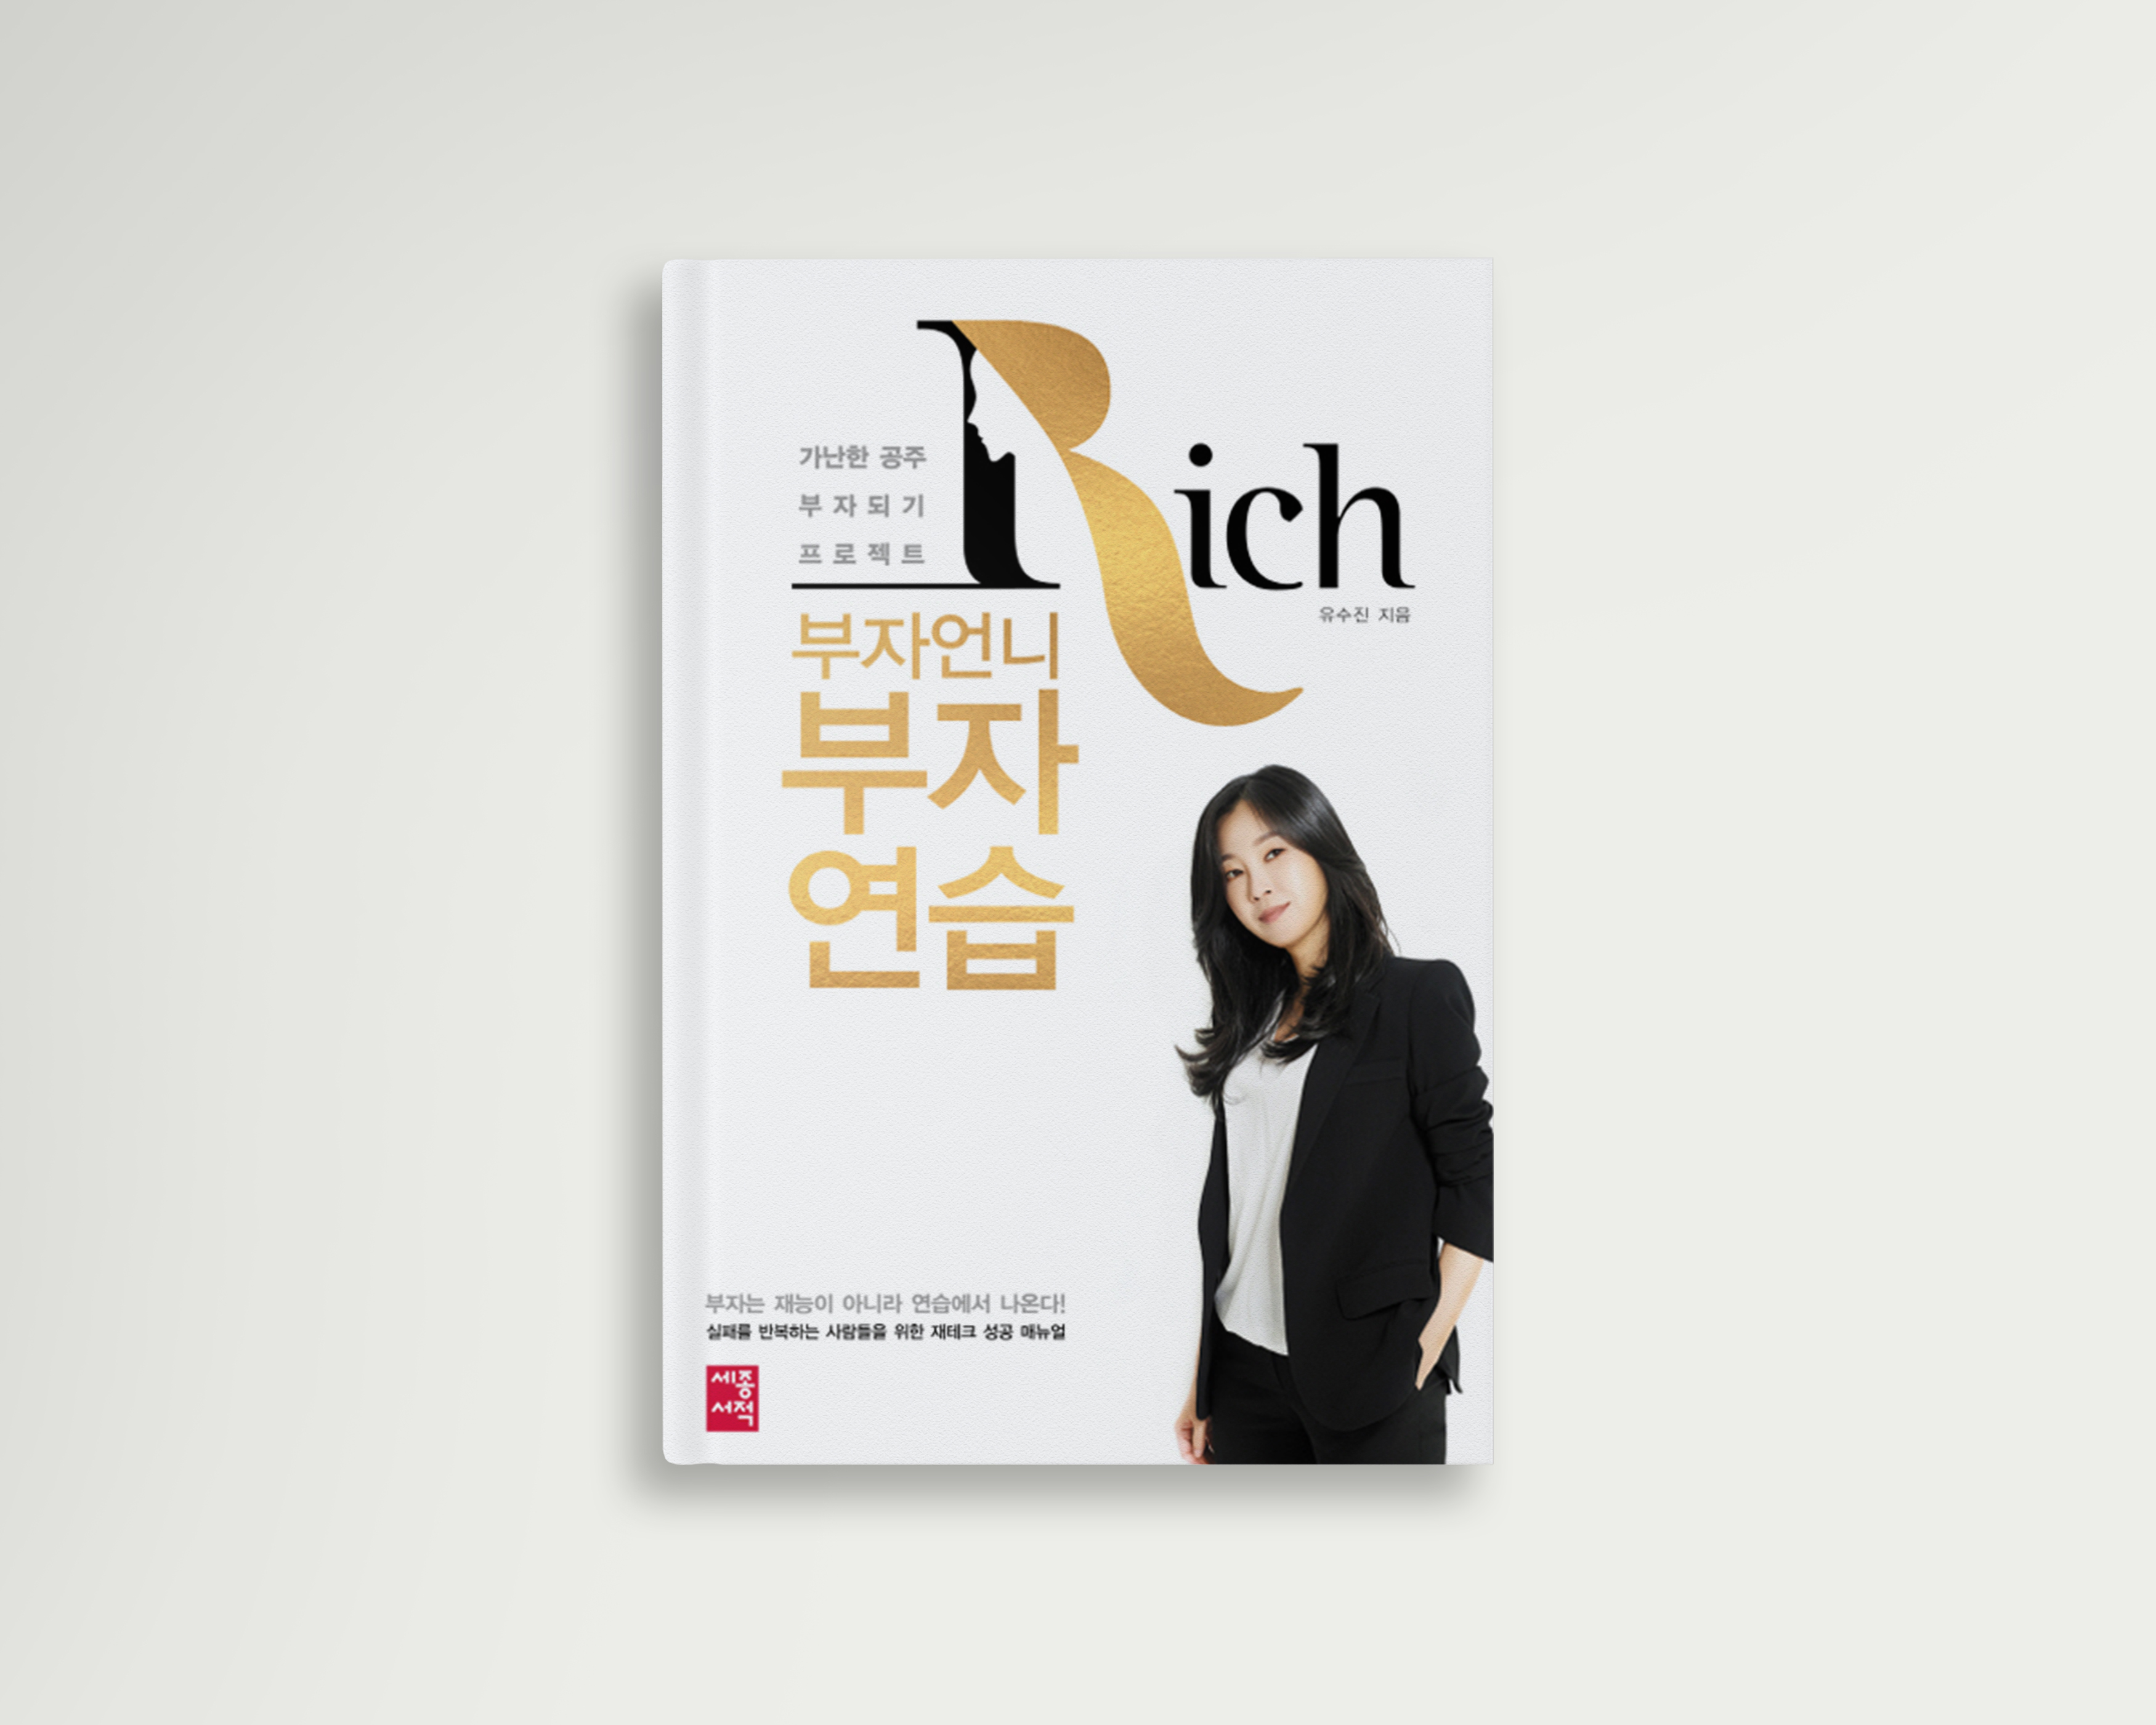 Rich
가난한 공주
부자되기
프로젝트
유수진 지음
부자언니
부자
연습
부자는 재능이 아니라 연습에서 나온다!
실패를 반복하는 사람들을 위한 재테크 성공 매뉴얼
세종
서적